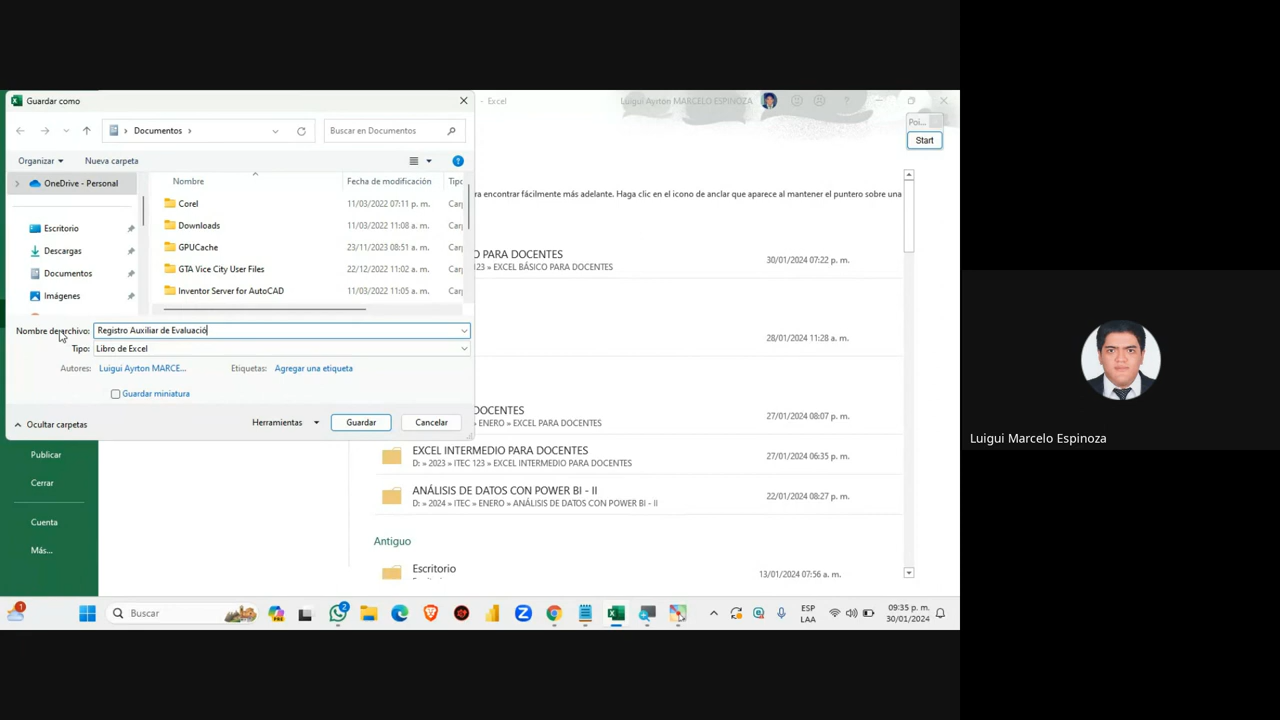 Guardar como
- Excel
Luigui Ayrton MARCELO ESPINOZA
Documentos
Buscar en Documentos
Poi...
Start
Organizar
Nueva carpeta
OneDrive - Personal
Escritorio
Descargas
Documentos
Imágenes
Nombre
Fecha de modificación
Tipo
Corel
11/03/2022 07:11 p. m.
Carp
Downloads
11/03/2022 11:08 a. m.
Carp
GPUCache
23/11/2023 08:51 a. m.
Carp
GTA Vice City User Files
22/12/2022 11:02 a. m.
Carp
Inventor Server for AutoCAD
11/03/2022 11:05 a. m.
Carp
Nombre de archivo:
Registro Auxiliar de Evaluació
Tipo:
Libro de Excel
Autores:
Luigui Ayrton MARCE...
Etiquetas:
Agregar una etiqueta
Guardar miniatura
Ocultar carpetas
Herramientas
Guardar
Cancelar
ra encontrar fácilmente más adelante. Haga clic en el icono de anclar que aparece al mantener el puntero sobre una
O PARA DOCENTES
123 » EXCEL BÁSICO PARA DOCENTES
30/01/2024 07:22 p. m.
28/01/2024 11:28 a. m.
DOCENTES
» ENERO » EXCEL PARA DOCENTES
27/01/2024 08:07 p. m.
EXCEL INTERMEDIO PARA DOCENTES
D: » 2023 » ITEC 123 » EXCEL INTERMEDIO PARA DOCENTES
27/01/2024 06:35 p. m.
ANÁLISIS DE DATOS CON POWER BI - II
D: » 2024 » ITEC » ENERO » ANÁLISIS DE DATOS CON POWER BI - II
22/01/2024 08:27 p. m.
Antiguo
Escritorio
13/01/2024 07:56 a. m.
Publicar
Cerrar
Cuenta
Más...
Buscar
ESP
LAA
09:35 p. m.
30/01/2024
Luigui Marcelo Espinoza